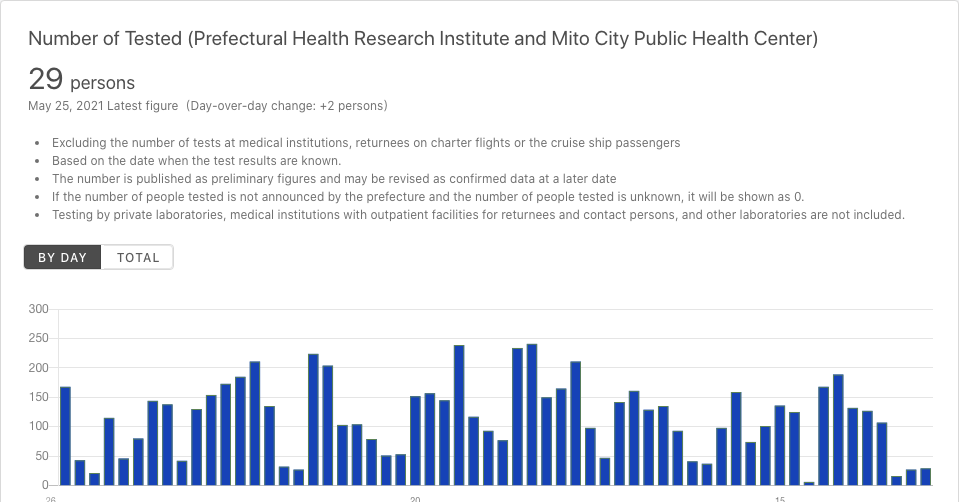 Number of Tested (Prefectural Health Research Institute and Mito City Public Health Center)
29 persons
May 25, 2021 Latest figure (Day-over-day change: +2 persons)
• Excluding the number of tests at medical institutions, returnees on charter flights or the cruise ship passengers
• Based on the date when the test results are known.
• The number is published as preliminary figures and may be revised as confirmed data at a later date
• If the number of people tested is not announced by the prefecture and the number of people tested is unknown, it will be shown as 0.
• Testing by private laboratories, medical institutions with outpatient facilities for returnees and contact persons, and other laboratories are not included.
BY DAY TOTAL
300
250
200
150
100
50
0
26 20 15